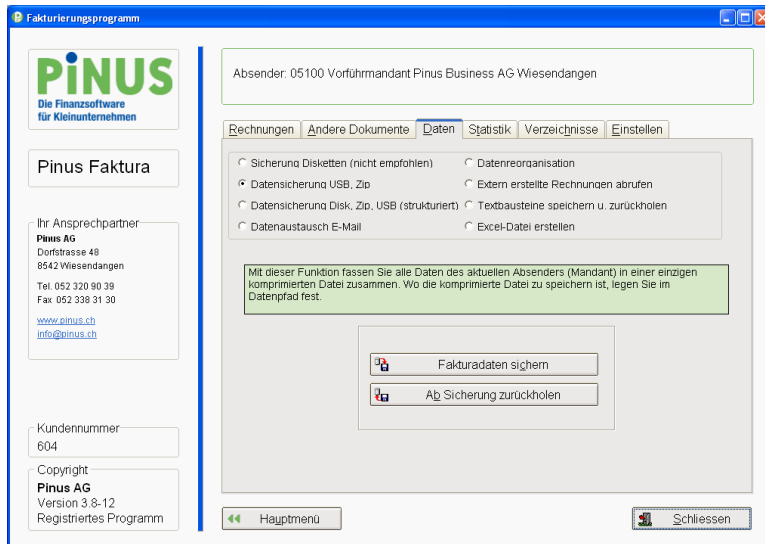 Fakturierungsprogramm
PiNUS
Die Finanzsoftware
für Kleinunternehmen
Pinus Faktura
Ihr Ansprechpartner
Pinus AG
Dorfstrasse 48
8542 Wiesendangen
Tel. 052 320 90 39
Fax 052 338 31 30
www.pinus.ch
info@pinus.ch
Kundennummer
604
Copyright
Pinus AG
Version 3.8-12
Registriertes Programm
Absender: 05100 Vorführmandant Pinus Business AG Wiesendangen
Rechnungen Andere Dokumente Daten Statistik Verzeichnisse Einstellen
Sicherung Disketten (nicht empfohlen) Datenreorganisation
Datensicherung USB, Zip Extern erstellte Rechnungen abrufen
Datensicherung Disk, Zip, USB (strukturiert) Textbausteine speichern u. zurückholen
Datenaustausch E-Mail Excel-Datei erstellen
Mit dieser Funktion fassen Sie alle Daten des aktuellen Absenders (Mandant) in einer einzigen
komprimierten Datei zusammen. Wo die komprimierte Datei zu speichern ist, legen Sie im
Datenpfad fest.
Fakturadaten sichern
Ab Sicherung zurückholen
Hauptmenü
Schliessen